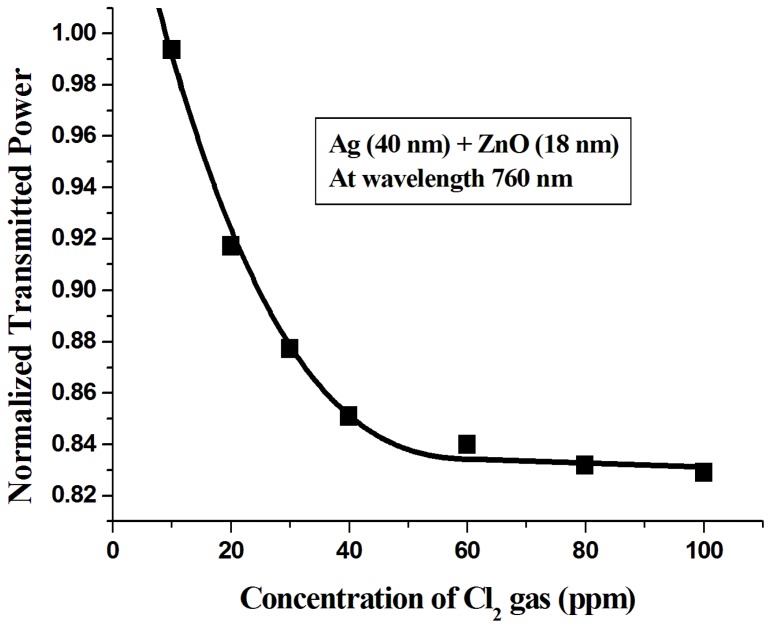 Normalized Transmitted Power
1.00
0.98
0.96
0.94
0.92
0.90
0.88
0.86
0.84
0.82
Ag (40 nm) + ZnO (18 nm)
At wavelength 760 nm
0 20 40 60 80 100
Concentration of Cl₂ gas (ppm)